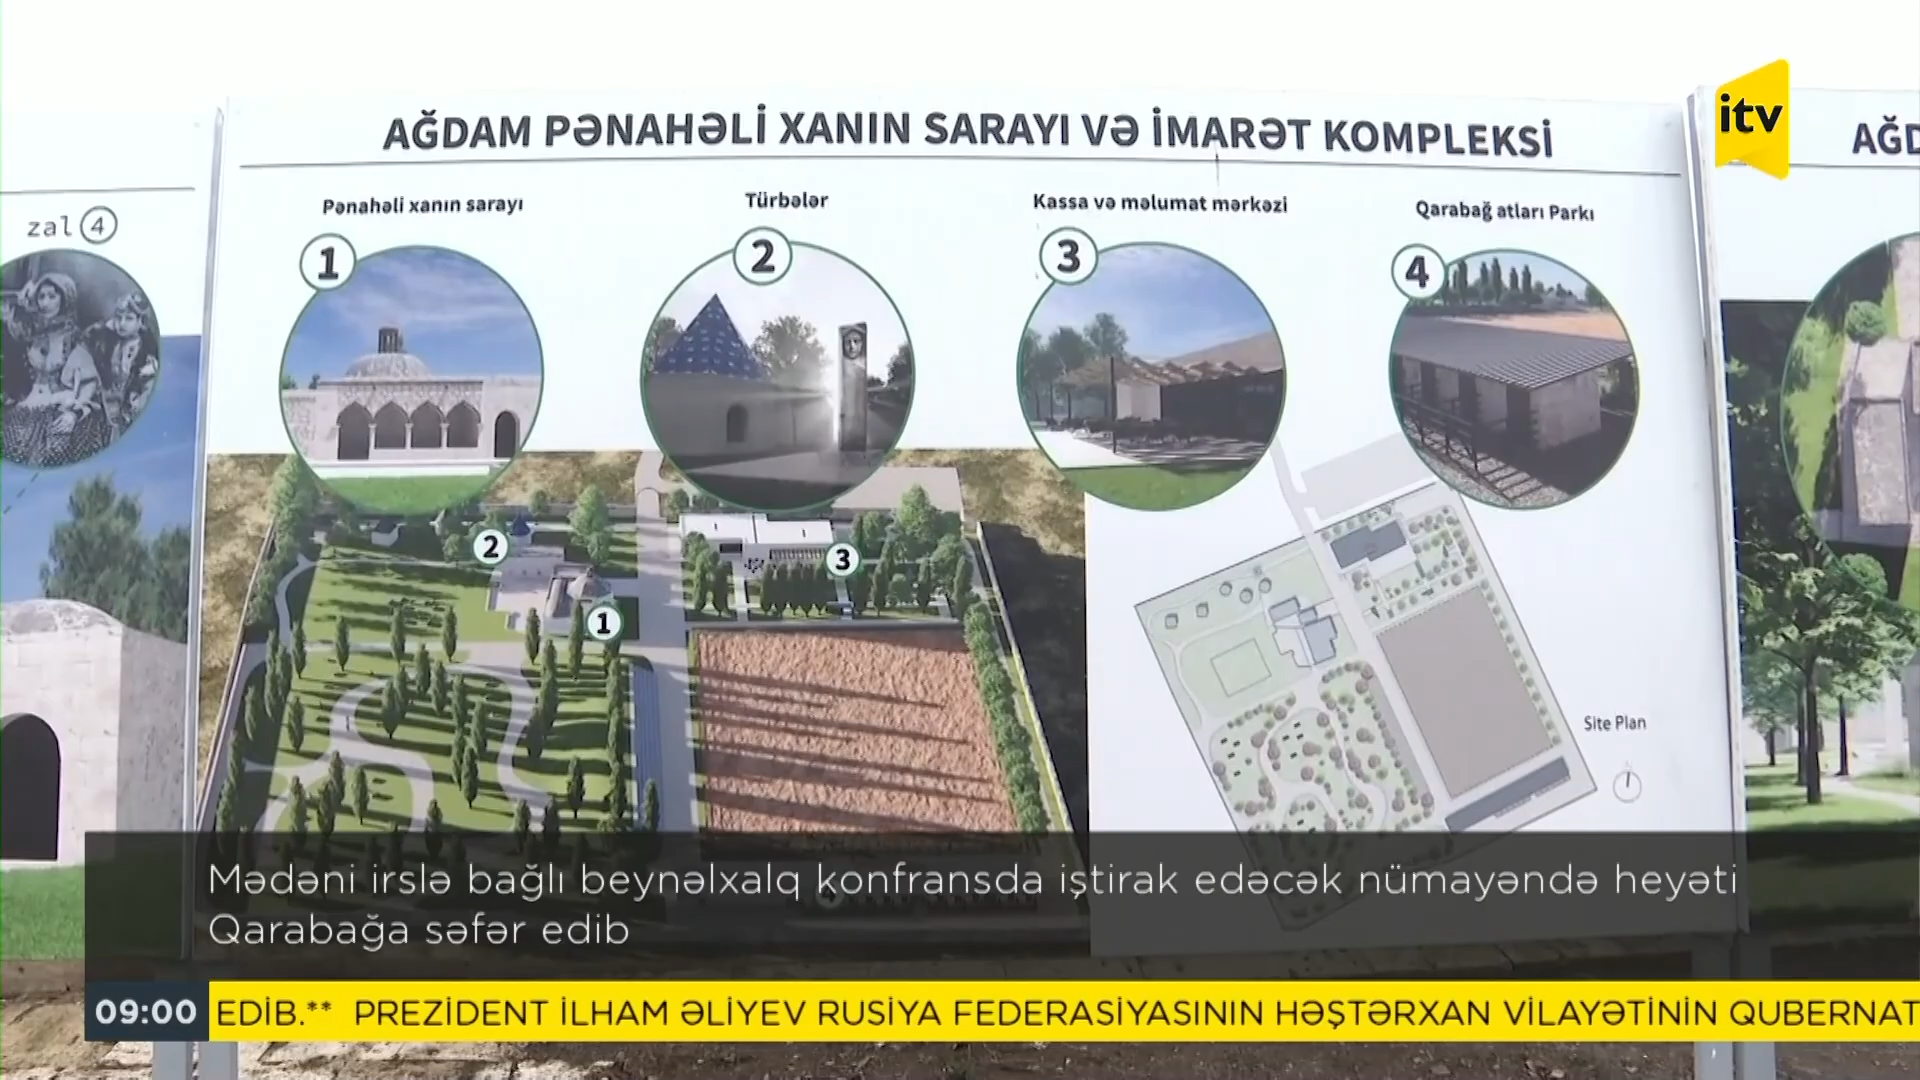 itv
AĞDAM PƏNAHƏLİ XANIN SARAYI VƏ İMARƏT KOMPLEKSİ
AĞD
zal 4
Pənahəli xanın sarayı
Türbələr
Kassa və məlumat mərkəzi
Qarabağ atları Parkı
1
2
3
4
2
3
1
Site Plan
4
Mədəni irslə bağlı beynəlxalq konfransda iştirak edəcək nümayəndə heyəti
Qarabağa səfər edib
09:00 EDİB.** PREZİDENT İLHAM ƏLİYEV RUSİYA FEDERASİYASININ HƏŞTƏRXAN VİLAYƏTİNİN QUBERNAT